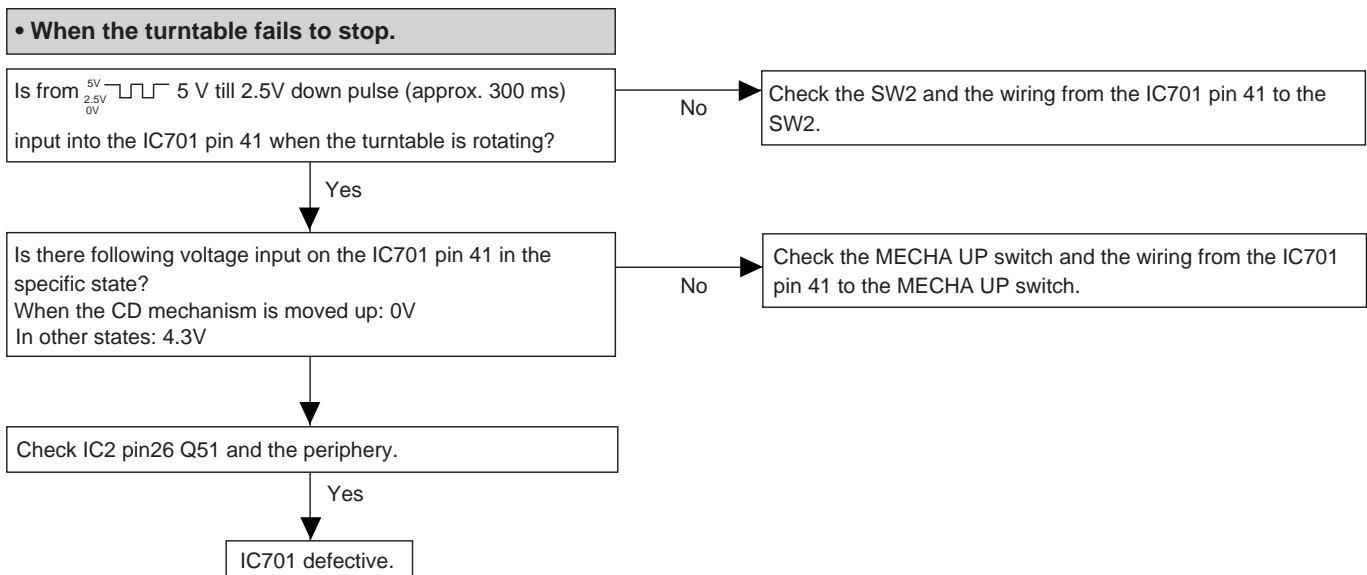 • When the turntable fails to stop.
Is from 5V 2.5V 0V 5 V till 2.5V down pulse (approx. 300 ms)
input into the IC701 pin 41 when the turntable is rotating?
No
Check the SW2 and the wiring from the IC701 pin 41 to the
SW2.
Yes
Is there following voltage input on the IC701 pin 41 in the
specific state?
When the CD mechanism is moved up: 0V
In other states: 4.3V
No
Check the MECHA UP switch and the wiring from the IC701
pin 41 to the MECHA UP switch.
Check IC2 pin26 Q51 and the periphery.
Yes
IC701 defective.